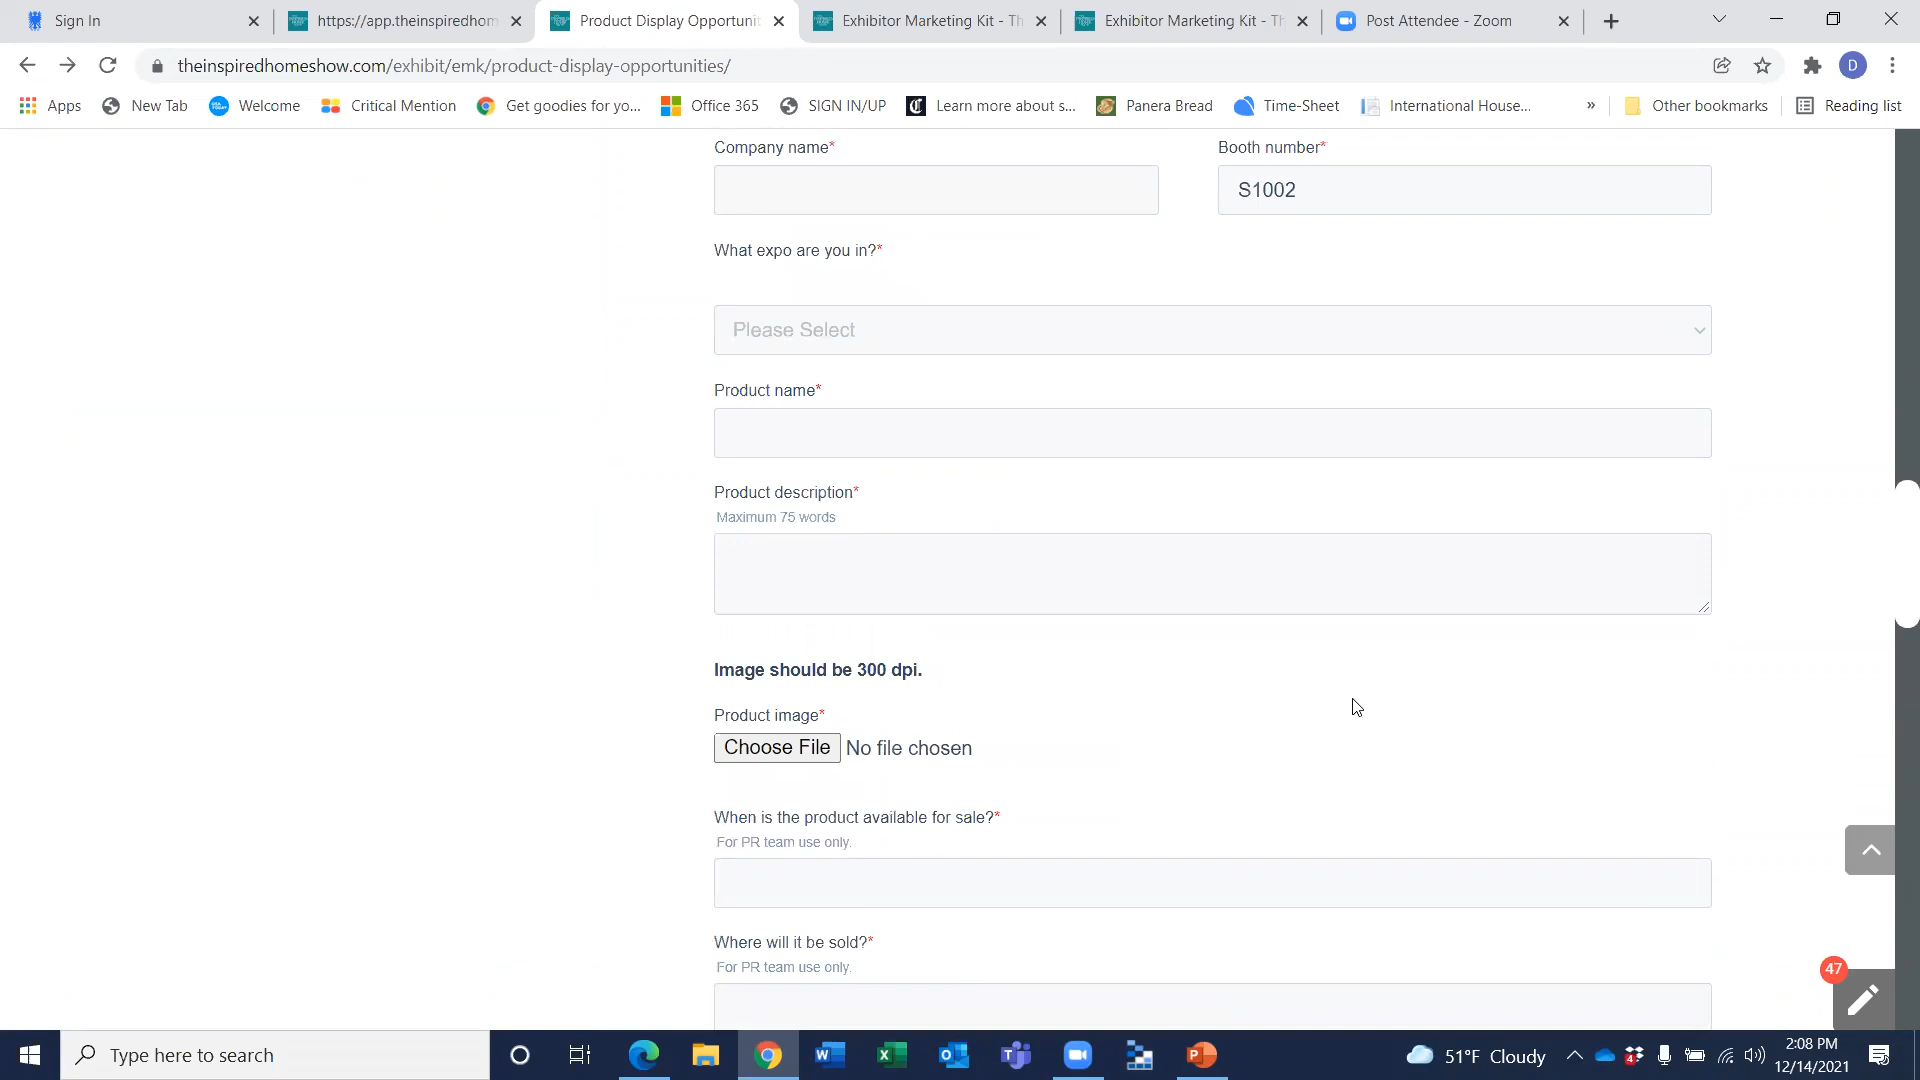 Sign In
https://app.theinspiredhom
Product Display Opportunit
Exhibitor Marketing Kit - Th
Exhibitor Marketing Kit - Th
Post Attendee - Zoom
theinspiredhomeshow.com/exhibit/emk/product-display-opportunities/
D
Apps
New Tab
Welcome
Critical Mention
Get goodies for yo...
Office 365
SIGN IN/UP
Learn more about s...
Panera Bread
Time-Sheet
International House...
»
Other bookmarks
Reading list
Company name*
Booth number*
S1002
What expo are you in?*
Please Select
Product name*
Product description*
Maximum 75 words
Image should be 300 dpi.
Product image*
Choose File No file chosen
When is the product available for sale?*
For PR team use only.
Where will it be sold?*
For PR team use only.
47
Type here to search
51°F Cloudy
4
2:08 PM
12/14/2021